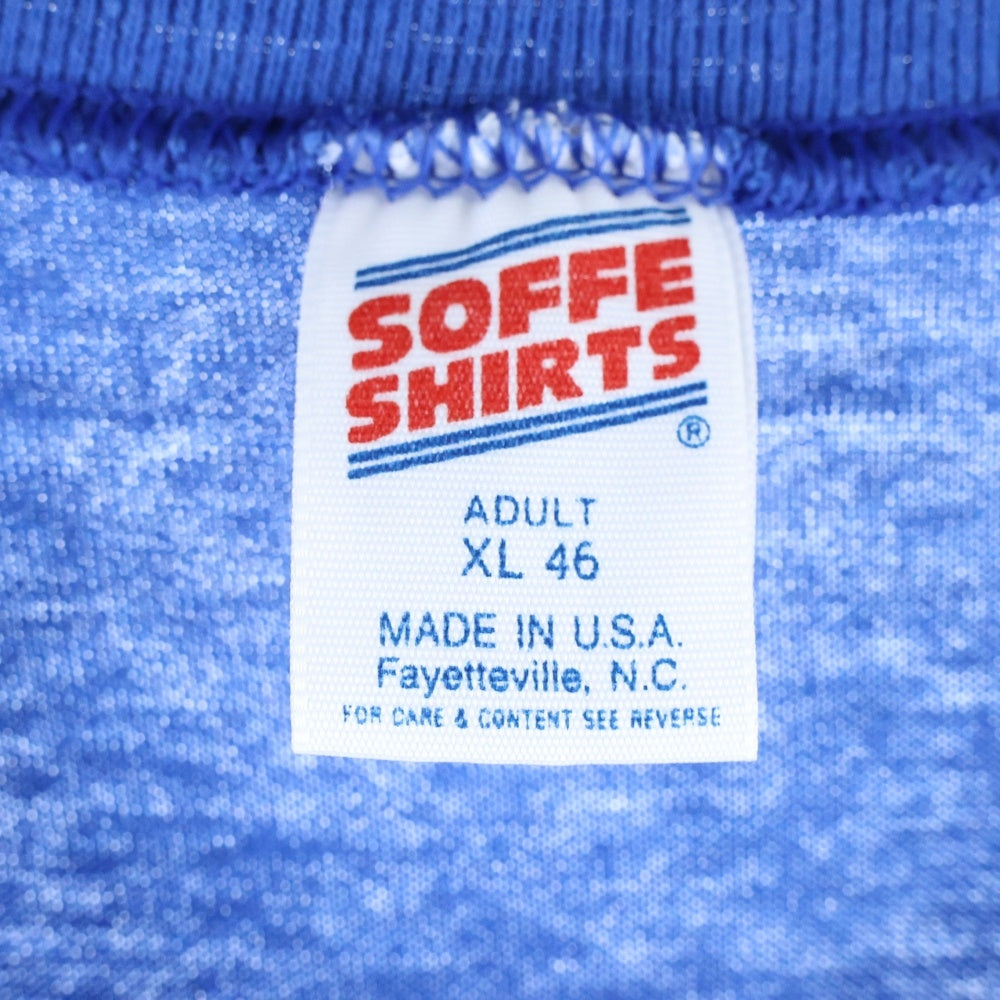 SOFFE
SHIRTS
®
ADULT
XL 46
MADE IN U.S.A.
Fayetteville, N.C.
FOR CARE & CONTENT SEE REVERSE